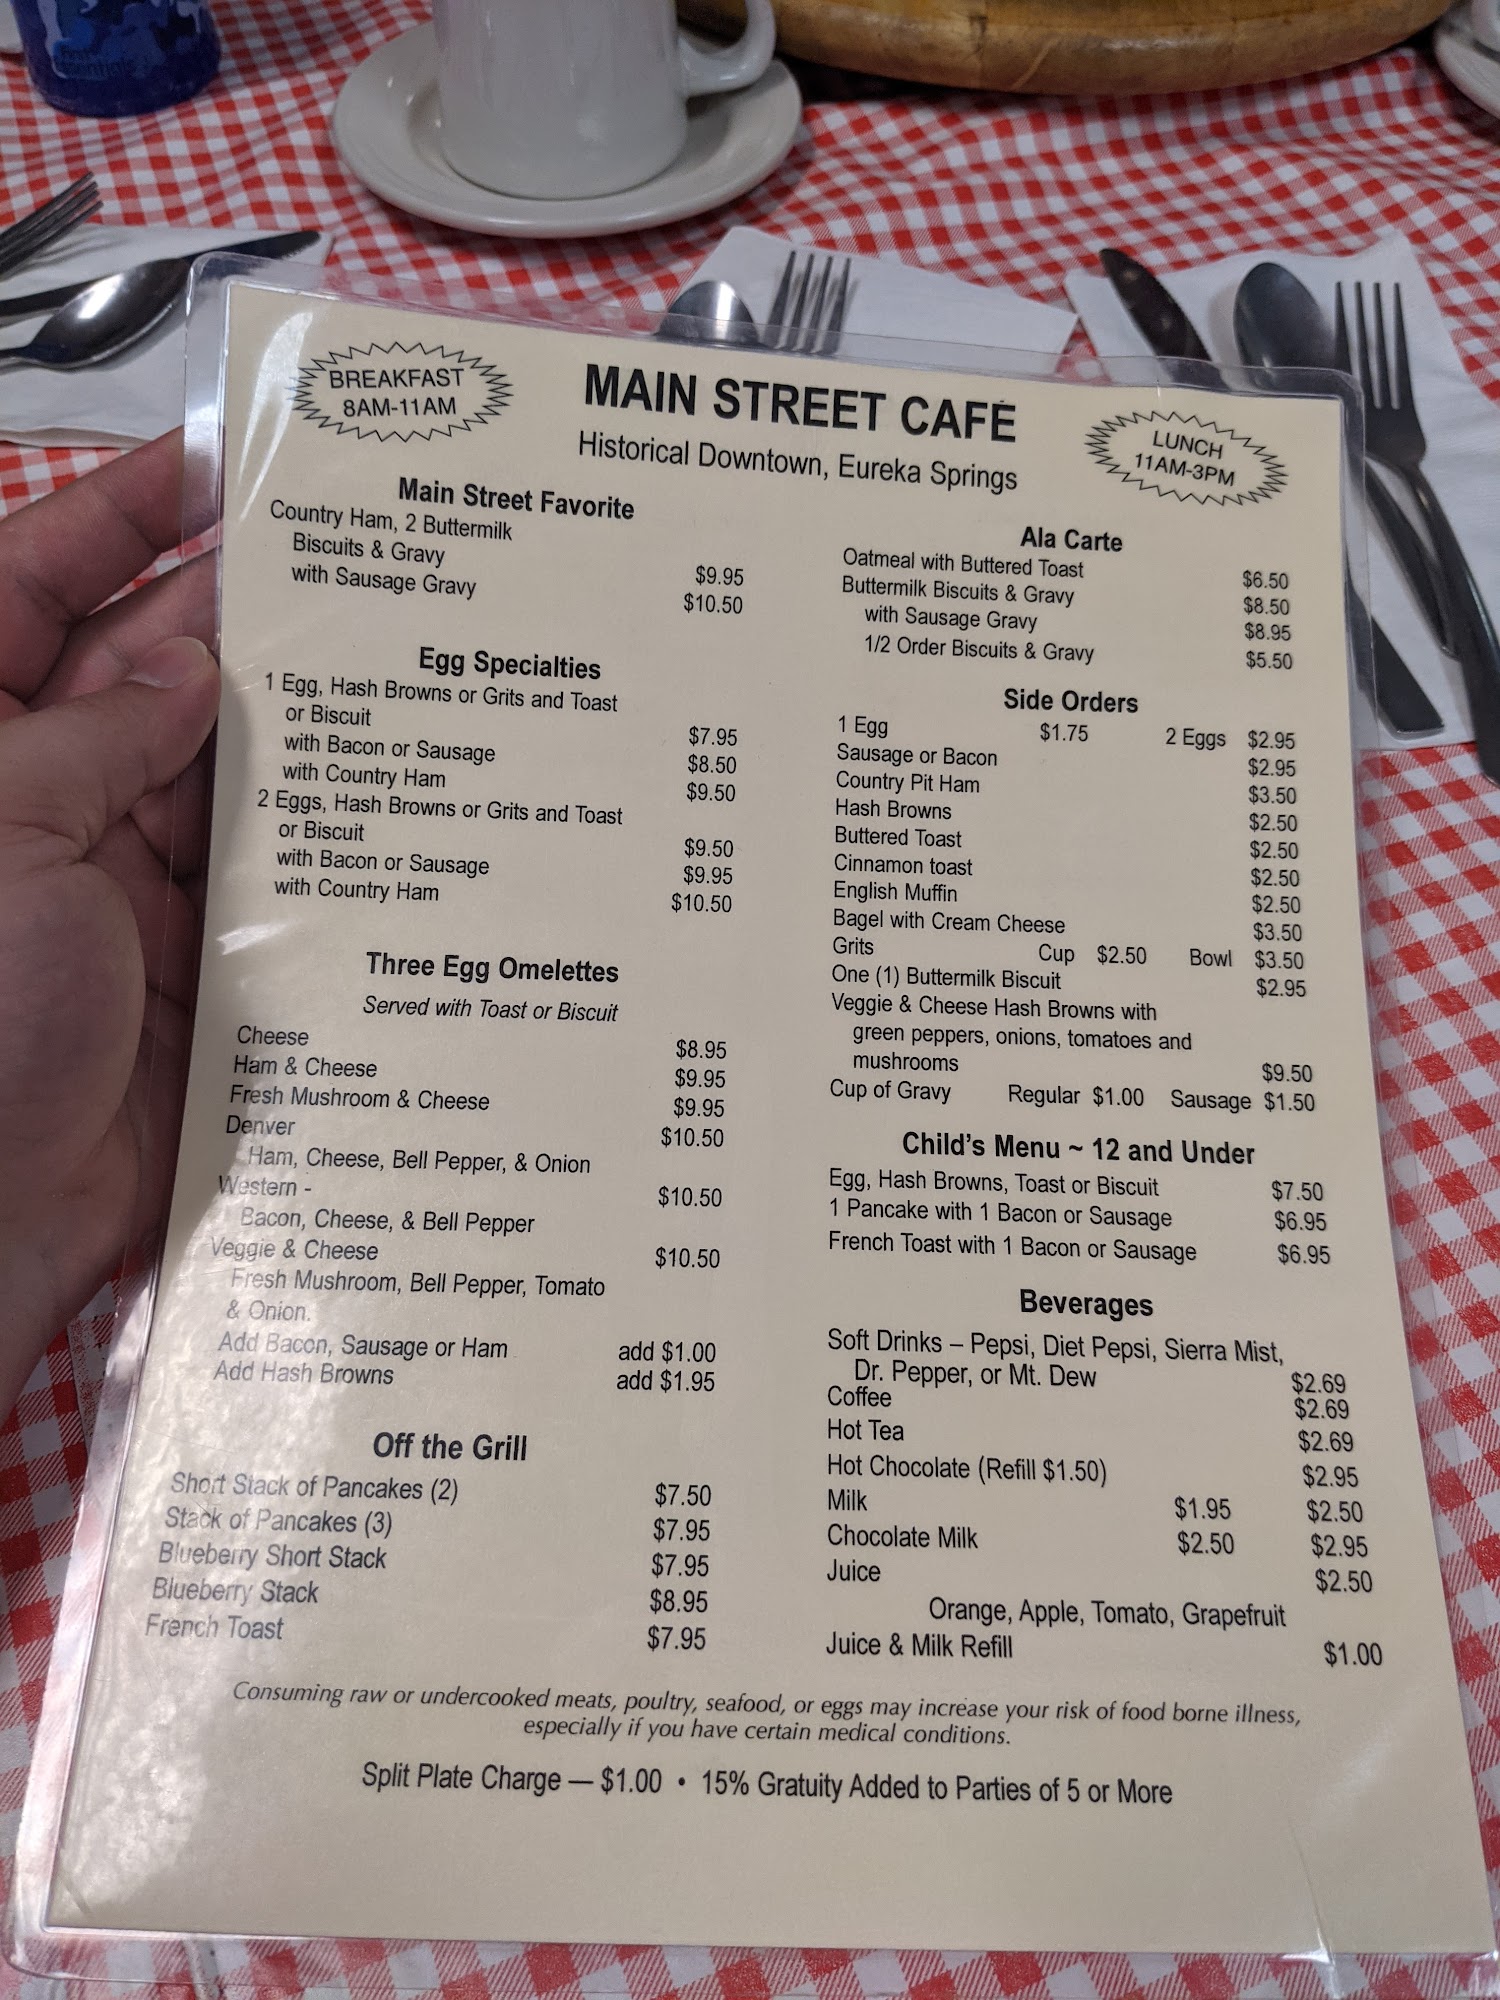 BREAKFAST
8AM-11AM
MAIN STREET CAFÉ
Historical Downtown, Eureka Springs
LUNCH
11AM-3PM
Main Street Favorite
Country Ham, 2 Buttermilk
Biscuits & Gravy $9.95
with Sausage Gravy $10.50
Egg Specialties
1 Egg, Hash Browns or Grits and Toast
or Biscuit $7.95
with Bacon or Sausage $8.50
with Country Ham $9.50
2 Eggs, Hash Browns or Grits and Toast
or Biscuit $9.50
with Bacon or Sausage $9.95
with Country Ham $10.50
Three Egg Omelettes
Served with Toast or Biscuit
Cheese $8.95
Ham & Cheese $9.95
Fresh Mushroom & Cheese $9.95
Denver $10.50
Ham, Cheese, Bell Pepper, & Onion
Western - $10.50
Bacon, Cheese, & Bell Pepper
Veggie & Cheese $10.50
Fresh Mushroom, Bell Pepper, Tomato
& Onion.
Add Bacon, Sausage or Ham add $1.00
Add Hash Browns add $1.95
Off the Grill
Short Stack of Pancakes (2) $7.50
Stack of Pancakes (3) $7.95
Blueberry Short Stack $7.95
Blueberry Stack $8.95
French Toast $7.95
Ala Carte
Oatmeal with Buttered Toast $6.50
Buttermilk Biscuits & Gravy $8.50
with Sausage Gravy $8.95
1/2 Order Biscuits & Gravy $5.50
Side Orders
1 Egg $1.75 2 Eggs $2.95
Sausage or Bacon $2.95
Country Pit Ham $3.50
Hash Browns $2.50
Buttered Toast $2.50
Cinnamon toast $2.50
English Muffin $2.50
Bagel with Cream Cheese $3.50
Grits Cup $2.50 Bowl $3.50
One (1) Buttermilk Biscuit $2.95
Veggie & Cheese Hash Browns with
green peppers, onions, tomatoes and
mushrooms $9.50
Cup of Gravy Regular $1.00 Sausage $1.50
Child's Menu ~ 12 and Under
Egg, Hash Browns, Toast or Biscuit $7.50
1 Pancake with 1 Bacon or Sausage $6.95
French Toast with 1 Bacon or Sausage $6.95
Beverages
Soft Drinks – Pepsi, Diet Pepsi, Sierra Mist,
Dr. Pepper, or Mt. Dew $2.69
Coffee $2.69
Hot Tea $2.69
Hot Chocolate (Refill $1.50) $2.95
Milk $1.95 $2.50
Chocolate Milk $2.50 $2.95
Juice $2.50
Orange, Apple, Tomato, Grapefruit
Juice & Milk Refill $1.00
Consuming raw or undercooked meats, poultry, seafood, or eggs may increase your risk of food borne illness,
especially if you have certain medical conditions.
Split Plate Charge — $1.00 • 15% Gratuity Added to Parties of 5 or More